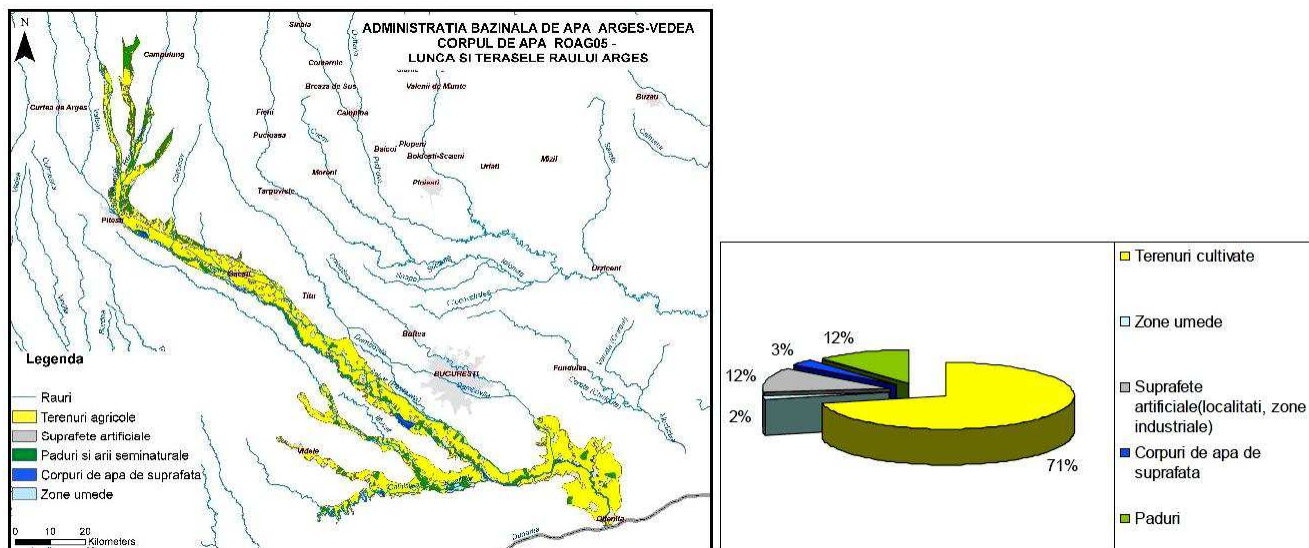 ADMINISTRATIA BAZINALA DE APA ARGES-VEDEA
CORPUL DE APA ROAG05 -
LUNCA SI TERASELE RAULUI ARGES
N
Sinaia
Campulung
Comarnic
Breaza de Sus
Valenii de Munte
Curtea de Arges
Campina
Buzau
Fieni
Pucioasa
Plopeni
Baicoi
Boldesti-Scaeni
Mizil
Urlati
Moreni
Targoviste
Ploiesti
Pitesti
Gaesti
Urziceni
Titu
Buftea
BUCURESTI
Fundulea
Videle
Oltenita
Dunarea
Legenda
Rauri
Terenuri agricole
Suprafete artificiale
Paduri si arii seminaturale
Corpuri de apa de suprafata
Zone umede
0 10 20
Kilometers
3%
12%
12%
2%
71%
Terenuri cultivate
Zone umede
Suprafete
artificiale(localitati, zone
industriale)
Corpuri de apa de
suprafata
Paduri